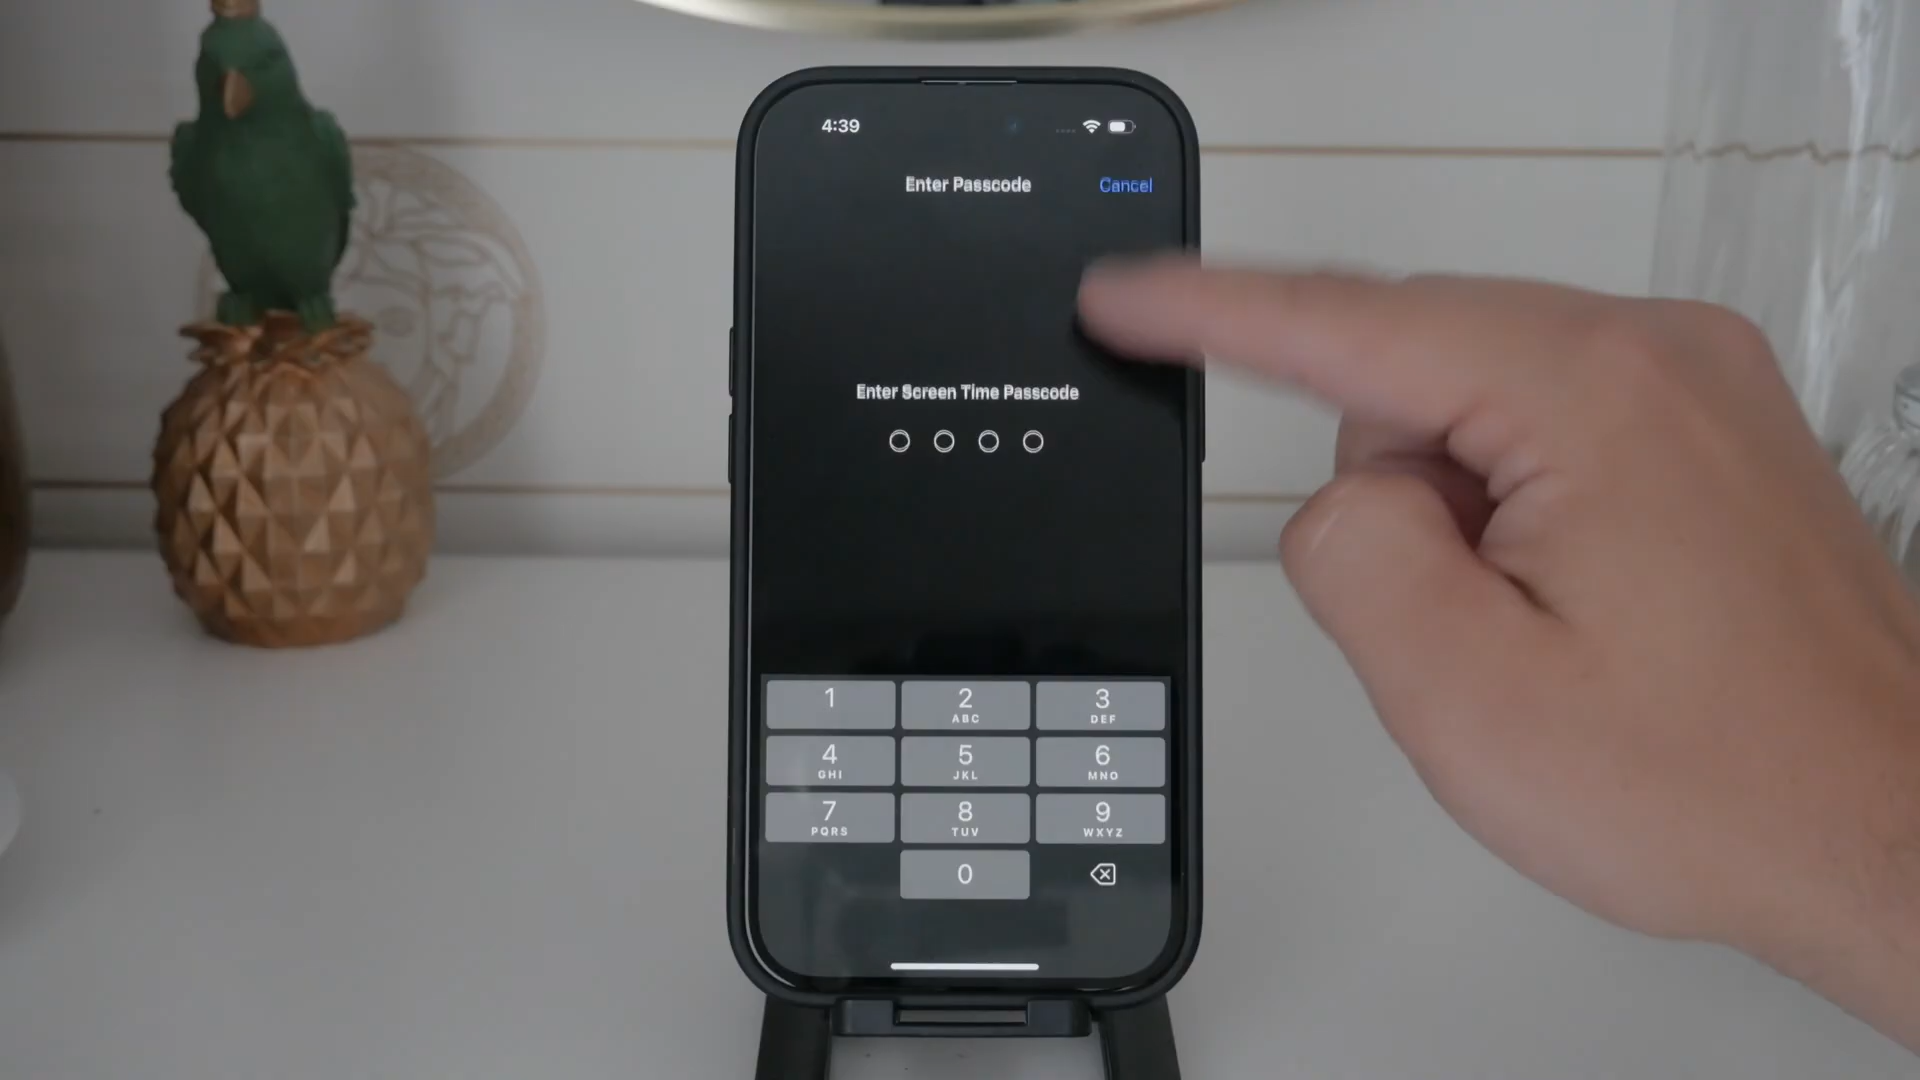 4:39
Enter Passcode
Cancel
Enter Screen Time Passcode
1
2
ABC
3
DEF
4
GHI
5
JKL
6
MNO
7
PQRS
8
TUV
9
WXYZ
0